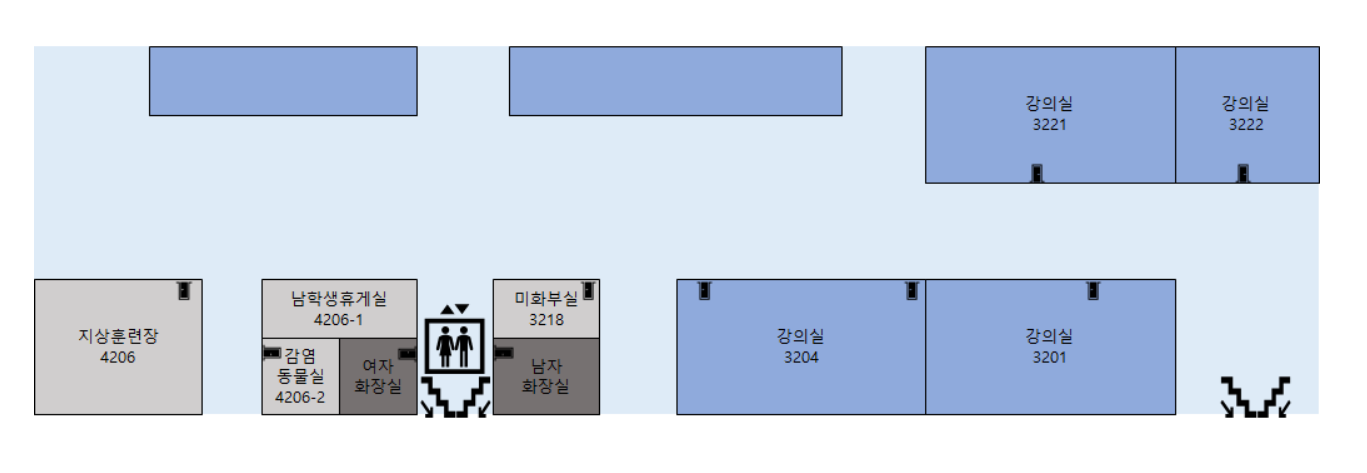 강의실
3221
강의실
3222
지상훈련장
4206
남학생휴게실
4206-1
감염
동물실
4206-2
여자
화장실
미화부실
3218
남자
화장실
강의실
3204
강의실
3201